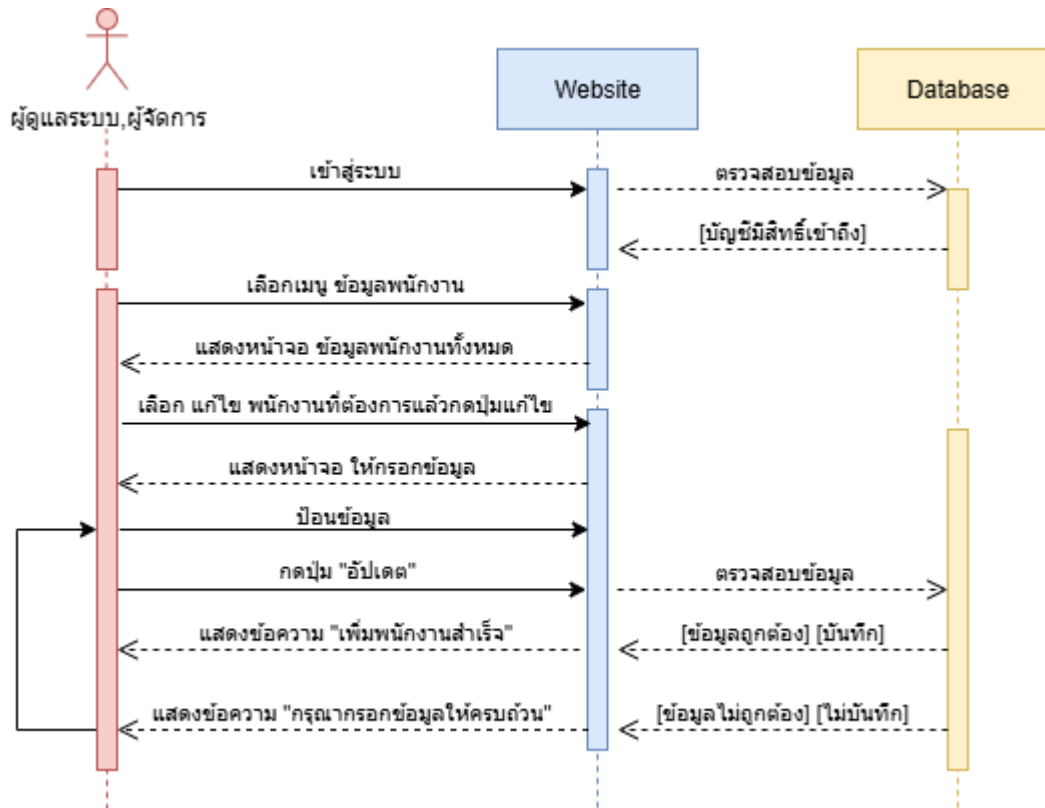 ผู้ดูแลระบบ,ผู้จัดการ
Website
Database
เข้าสู่ระบบ
ตรวจสอบข้อมูล
[บัญชีมีสิทธิ์เข้าถึง]
เลือกเมนู ข้อมูลพนักงาน
แสดงหน้าจอ ข้อมูลพนักงานทั้งหมด
เลือก แก้ไข พนักงานที่ต้องการแล้วกดปุ่มแก้ไข
แสดงหน้าจอ ให้กรอกข้อมูล
ป้อนข้อมูล
กดปุ่ม "อัปเดต"
ตรวจสอบข้อมูล
แสดงข้อความ "เพิ่มพนักงานสำเร็จ"
[ข้อมูลถูกต้อง] [บันทึก]
แสดงข้อความ "กรุณากรอกข้อมูลให้ครบถ้วน"
[ข้อมูลไม่ถูกต้อง] [ไม่บันทึก]